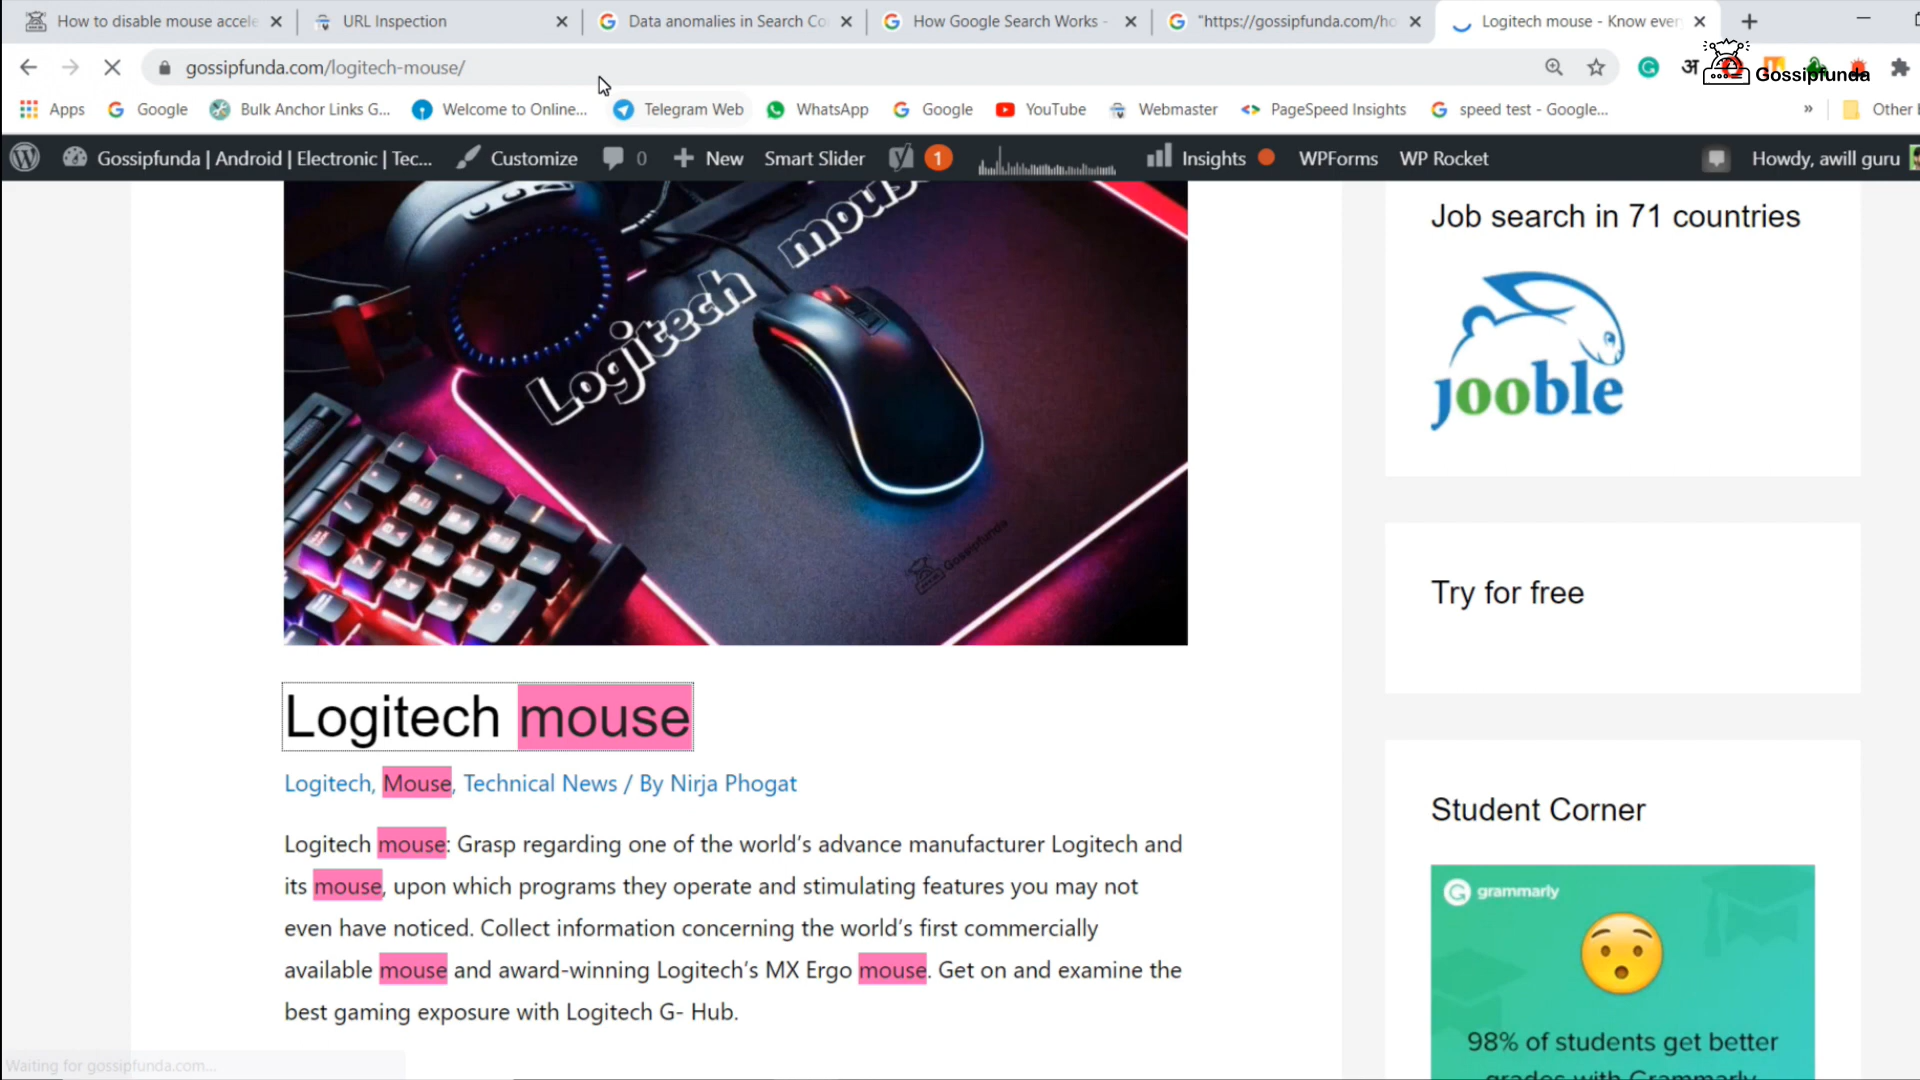 How to disable mouse accele
URL Inspection
Data anomalies in Search Co
How Google Search Works -
"https://gossipfunda.com/ho
Logitech mouse - Know ever
gossipfunda.com/logitech-mouse/
अ
Gossipfunda
Apps
Google
Bulk Anchor Links G...
Welcome to Online...
Telegram Web
WhatsApp
Google
YouTube
Webmaster
PageSpeed Insights
speed test - Google...
»
Other
Gossipfunda | Android | Electronic | Tec...
Customize
0
New
Smart Slider
1
Insights
WPForms
WP Rocket
Howdy, awill guru
Logitech mouse
Gossipfunda
Logitech mouse
Logitech, Mouse, Technical News / By Nirja Phogat
Logitech mouse: Grasp regarding one of the world's advance manufacturer Logitech and
its mouse, upon which programs they operate and stimulating features you may not
even have noticed. Collect information concerning the world's first commercially
available mouse and award-winning Logitech's MX Ergo mouse. Get on and examine the
best gaming exposure with Logitech G- Hub.
Job search in 71 countries
jooble
Try for free
Student Corner
grammarly
98% of students get better
grades with Grammarly
Waiting for gossipfunda.com...